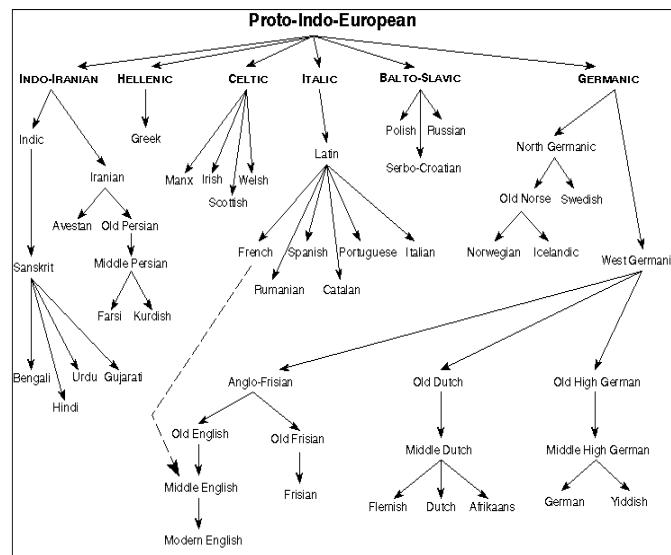 Proto-Indo-European
INDO-IRANIAN HELLENIC CELTIC ITALIC BALTO-SLAVIC GERMANIC
Indic Greek Polish Russian North Germanic
Latin
Iranian Manx Irish Welsh Serbo-Croatian
Scottish Old Norse Swedish
Avestan Old Persian
French Spanish Portuguese Italian Norwegian Icelandic
Sanskrit Middle Persian West Germani
Rumanian Catalan
Farsi Kurdish
Bengali Urdu Gujarati Anglo-Frisian Old Dutch Old High German
Hindi
Old English Old Frisian
Middle Dutch Middle High German
Middle English Frisian
Flemish Dutch Afrikaans German Yiddish
Modern English